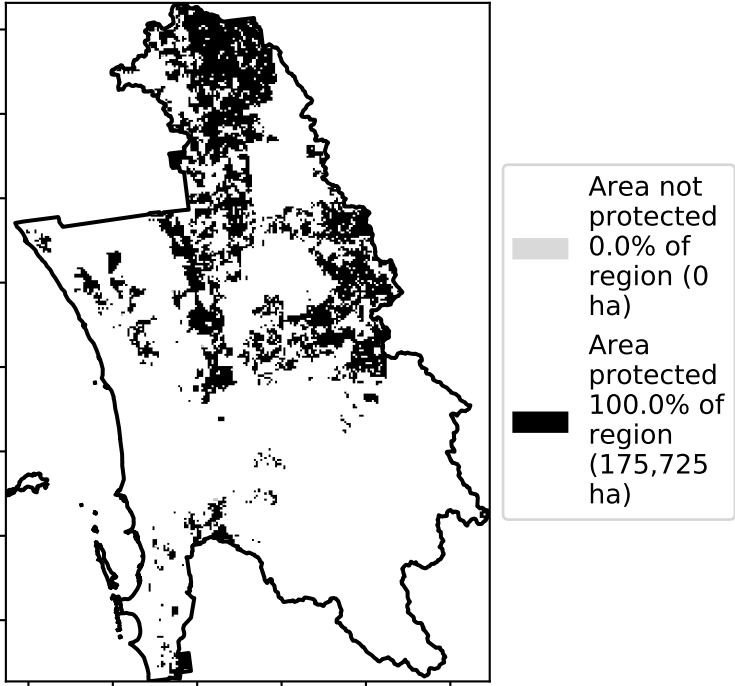 Area not
protected
0.0% of
region (0
ha)
Area
protected
100.0% of
region
(175,725
ha)